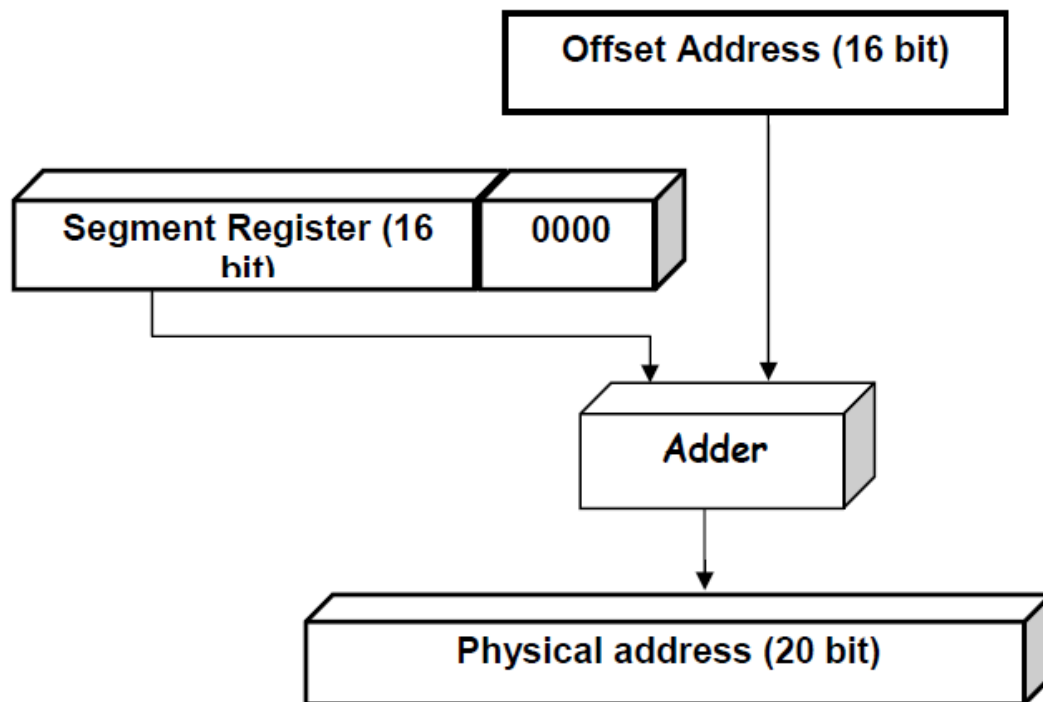 Offset Address (16 bit)
Segment Register (16
bit)
0000
Adder
Physical address (20 bit)